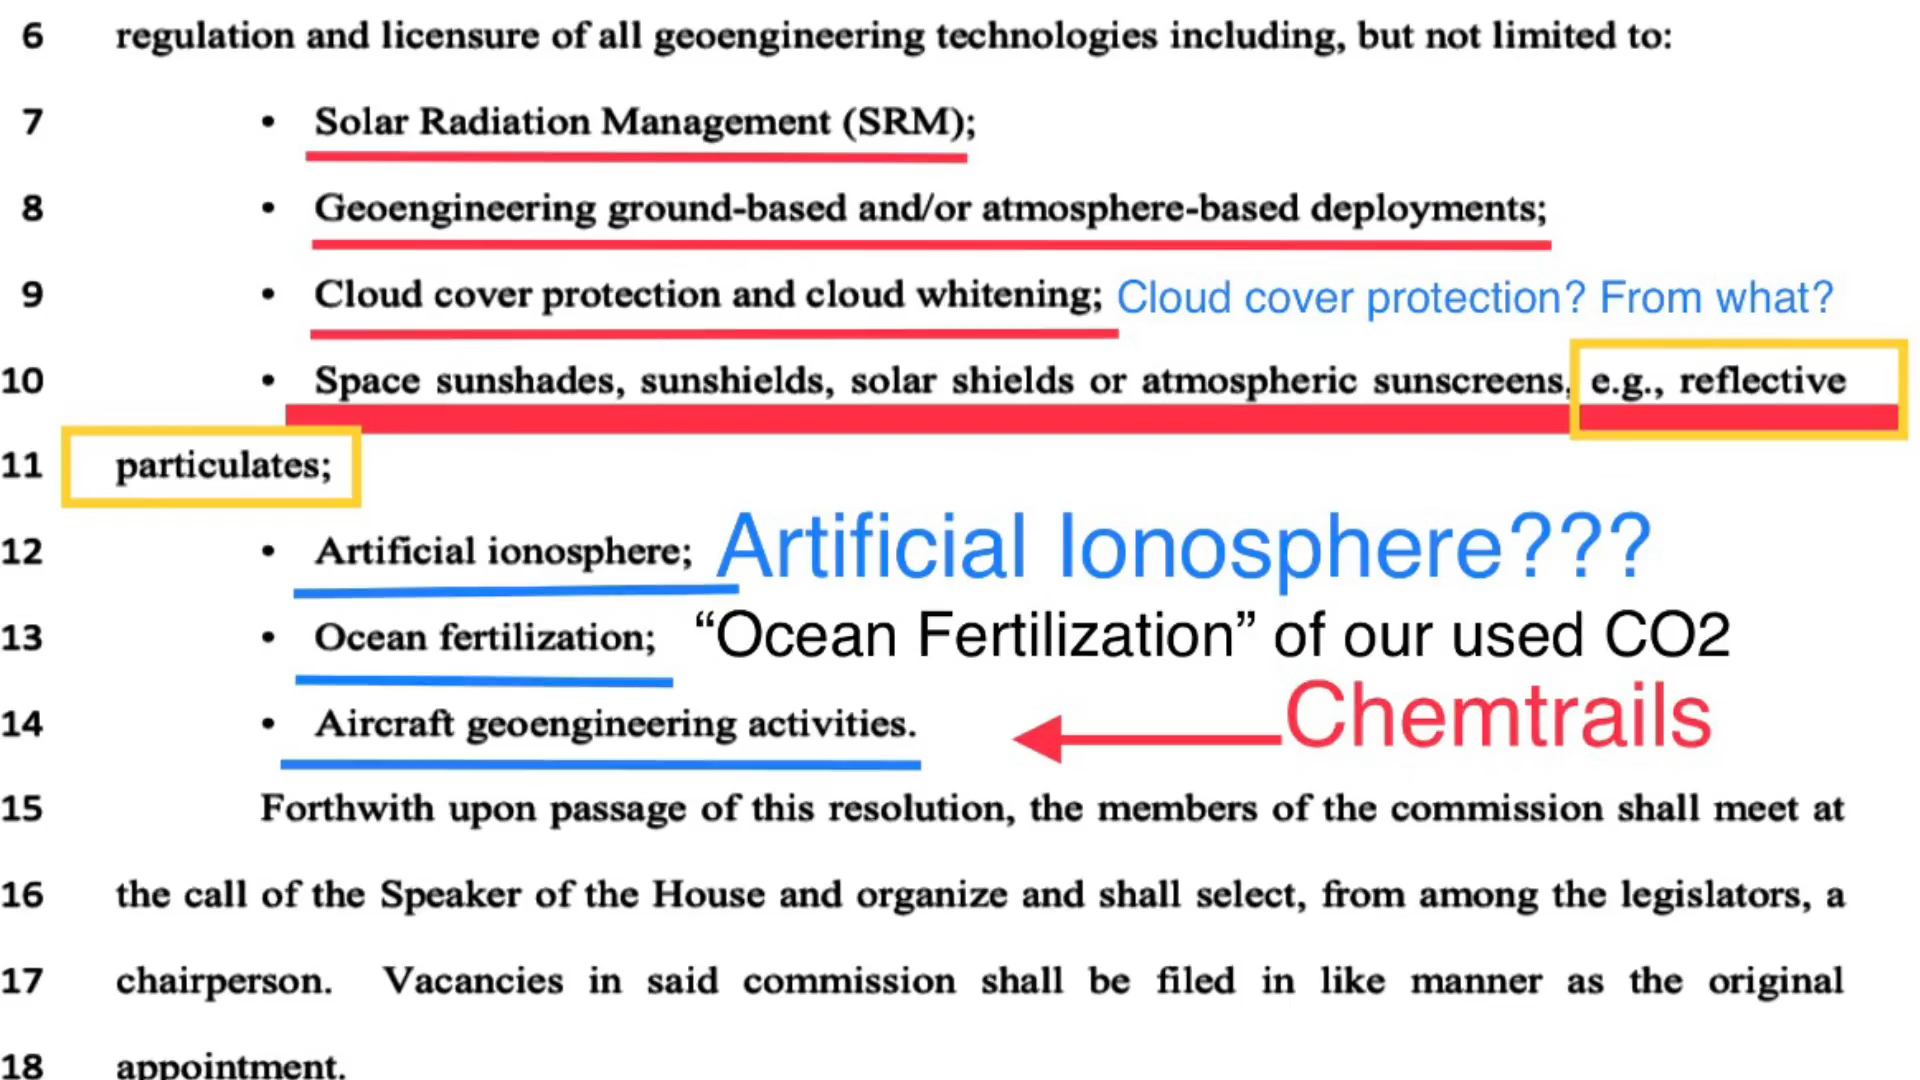 6 regulation and licensure of all geoengineering technologies including, but not limited to:
7 • Solar Radiation Management (SRM);
8 • Geoengineering ground-based and/or atmosphere-based deployments;
9 • Cloud cover protection and cloud whitening; Cloud cover protection? From what?
10 • Space sunshades, sunshields, solar shields or atmospheric sunscreens, e.g., reflective
11 particulates;
12 • Artificial ionosphere; Artificial Ionosphere???
13 • Ocean fertilization; “Ocean Fertilization” of our used CO2
14 • Aircraft geoengineering activities. Chemtrails
15 Forthwith upon passage of this resolution, the members of the commission shall meet at
16 the call of the Speaker of the House and organize and shall select, from among the legislators, a
17 chairperson. Vacancies in said commission shall be filed in like manner as the original
18 appointment.